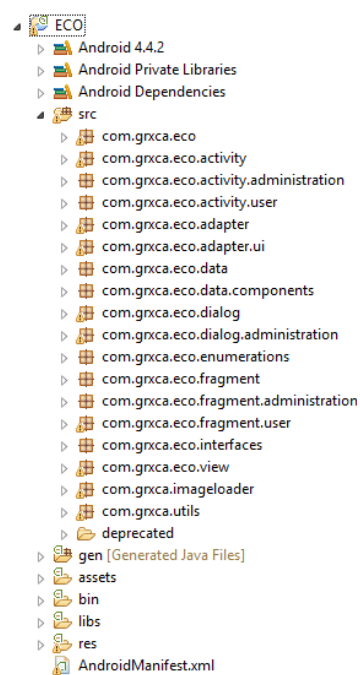 ECO
Android 4.4.2
Android Private Libraries
Android Dependencies
src
com.grxca.eco
com.grxca.eco.activity
com.grxca.eco.activity.administration
com.grxca.eco.activity.user
com.grxca.eco.adapter
com.grxca.eco.adapter.ui
com.grxca.eco.data
com.grxca.eco.data.components
com.grxca.eco.dialog
com.grxca.eco.dialog.administration
com.grxca.eco.enumerations
com.grxca.eco.fragment
com.grxca.eco.fragment.administration
com.grxca.eco.fragment.user
com.grxca.eco.interfaces
com.grxca.eco.view
com.grxca.imageloader
com.grxca.utils
deprecated
gen [Generated Java Files]
assets
bin
libs
res
AndroidManifest.xml